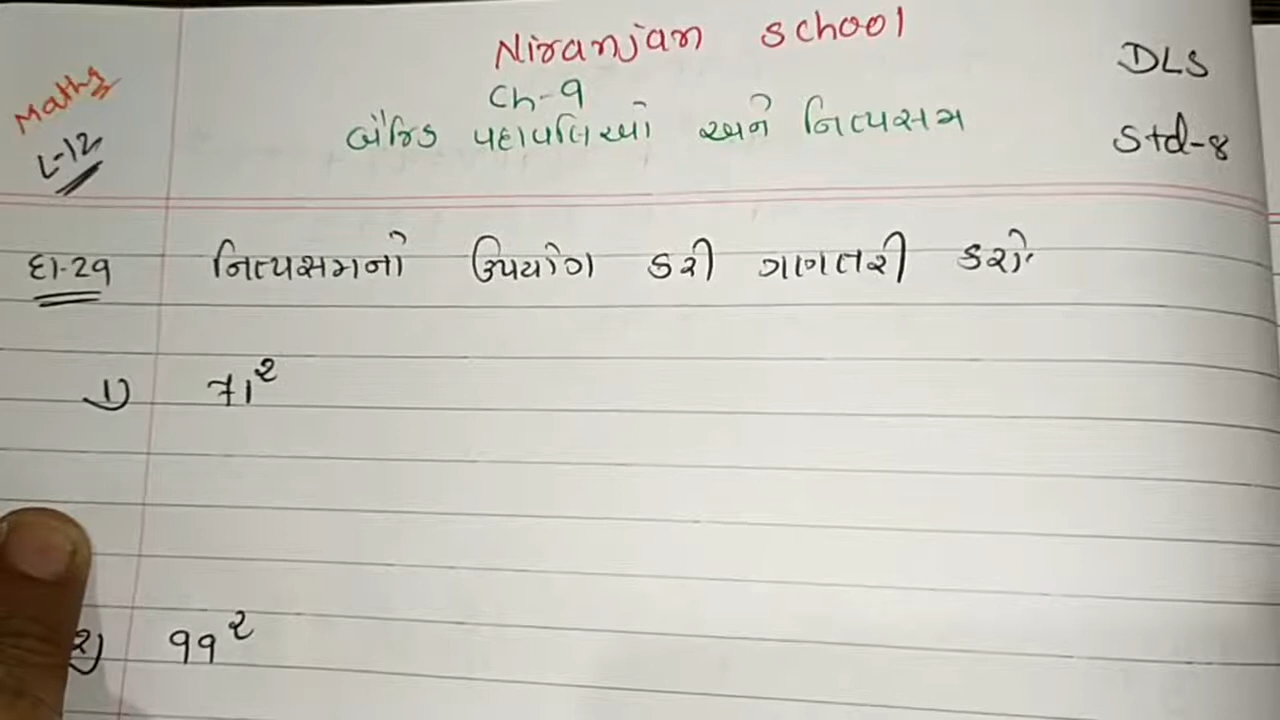 Niranjan school
Maths
L-12
Ch-9
DLS
બૈજિક પદાવલિઓ અને નિત્યસમ
Std-8
દા-29 નિત્યસમનો ઉપયોગ કરી ગણતરી કરો.
1) 71²
2) 99²